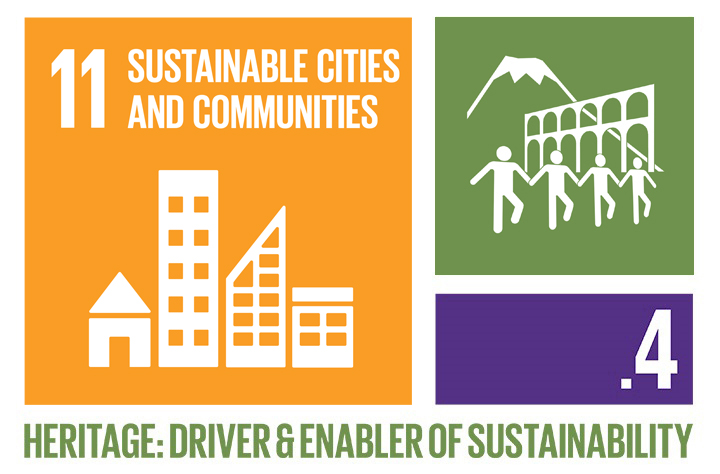 11
SUSTAINABLE CITIES
AND COMMUNITIES
.4
HERITAGE: DRIVER & ENABLER OF SUSTAINABILITY